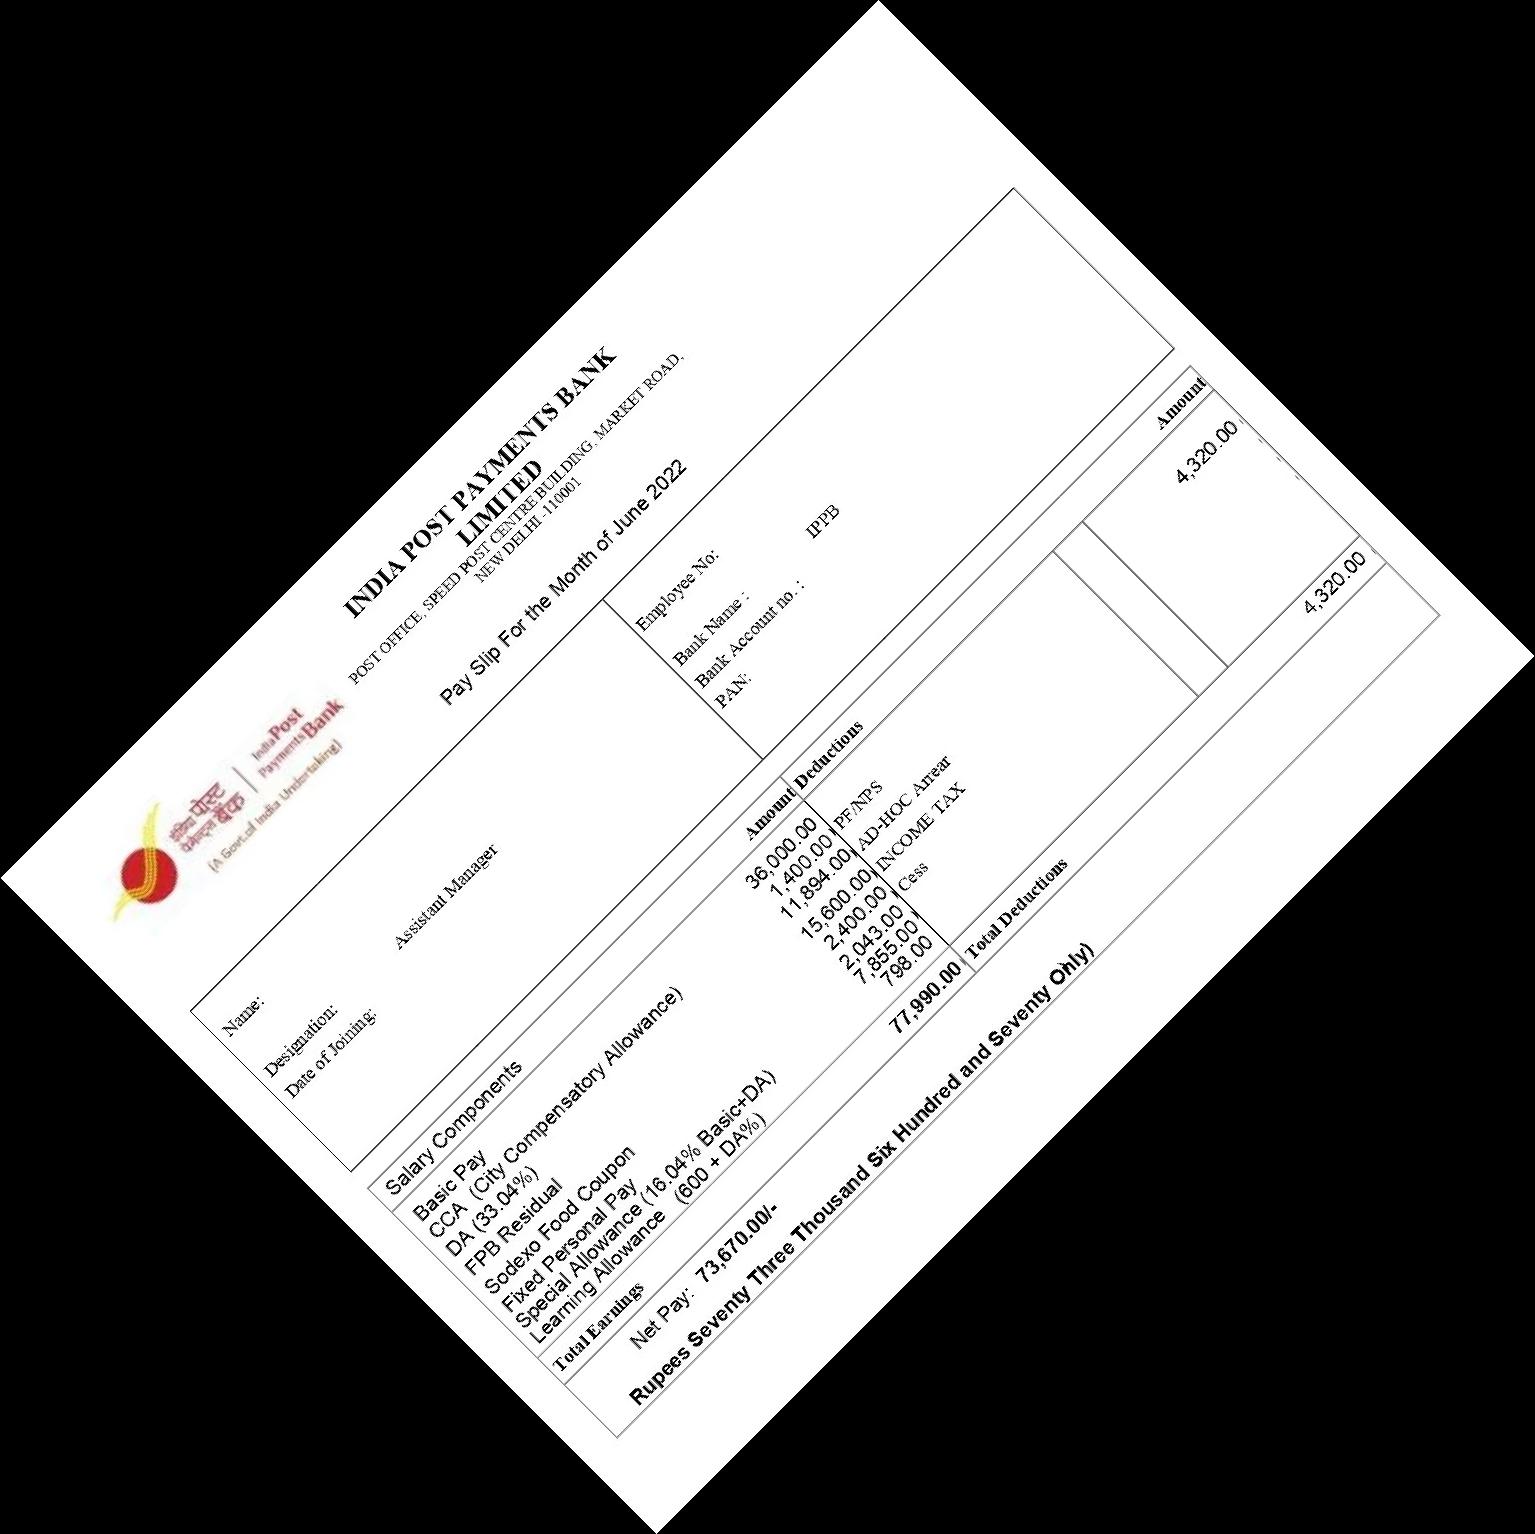 इंडिया पोस्ट
पेमेन्ट्स बैंक
IndiaPost
PaymentsBank
(A Govt.of India Undertaking)
INDIA POST PAYMENTS BANK
LIMITED
POST OFFICE, SPEED POST CENTRE BUILDING, MARKET ROAD,
NEW DELHI -110001
Pay Slip For the Month of June 2022
Name: Employee No:
Designation: Assistant Manager Bank Name : IPPB
Date of Joining: Bank Account no. :
PAN:
Salary Components Amount Deductions Amount
Basic Pay 36,000.00 PF/NPS 4,320.00
CCA (City Compensatory Allowance) 1,400.00 AD-HOC Arrear
DA (33.04%) 11,894.00 INCOME TAX
FPB Residual 15,600.00 Cess
Sodexo Food Coupon 2,400.00
Fixed Personal Pay 2,043.00
Special Allowance (16.04% Basic+DA) 7,855.00
Learning Allowance (600 + DA%) 798.00
Total Earnings 77,990.00 Total Deductions 4,320.00
Net Pay: 73,670.00/-
Rupees Seventy Three Thousand Six Hundred and Seventy Only)